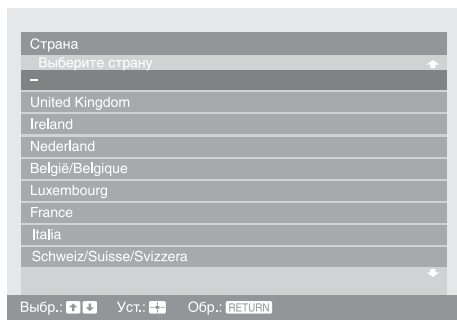 Страна
Выберите страну
–
United Kingdom
Ireland
Nederland
België/Belgique
Luxembourg
France
Italia
Schweiz/Suisse/Svizzera
Выбр.: Уст.: Обр.: RETURN